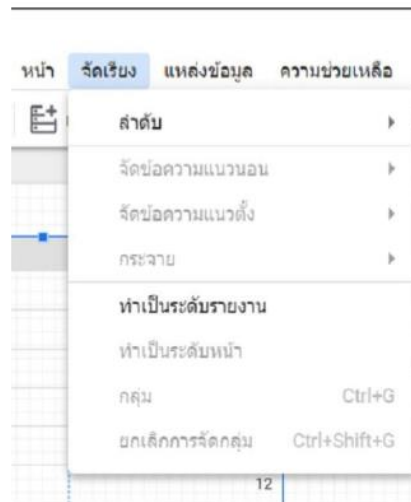 หน้า จัดเรียง แหล่งข้อมูล ความช่วยเหลือ
ลำดับ
จัดข้อความแนวนอน
จัดข้อความแนวตั้ง
กระจาย
ทำเป็นระดับรายงาน
ทำเป็นระดับหน้า
กลุ่ม Ctrl+G
ยกเลิกการจัดกลุ่ม Ctrl+Shift+G
12